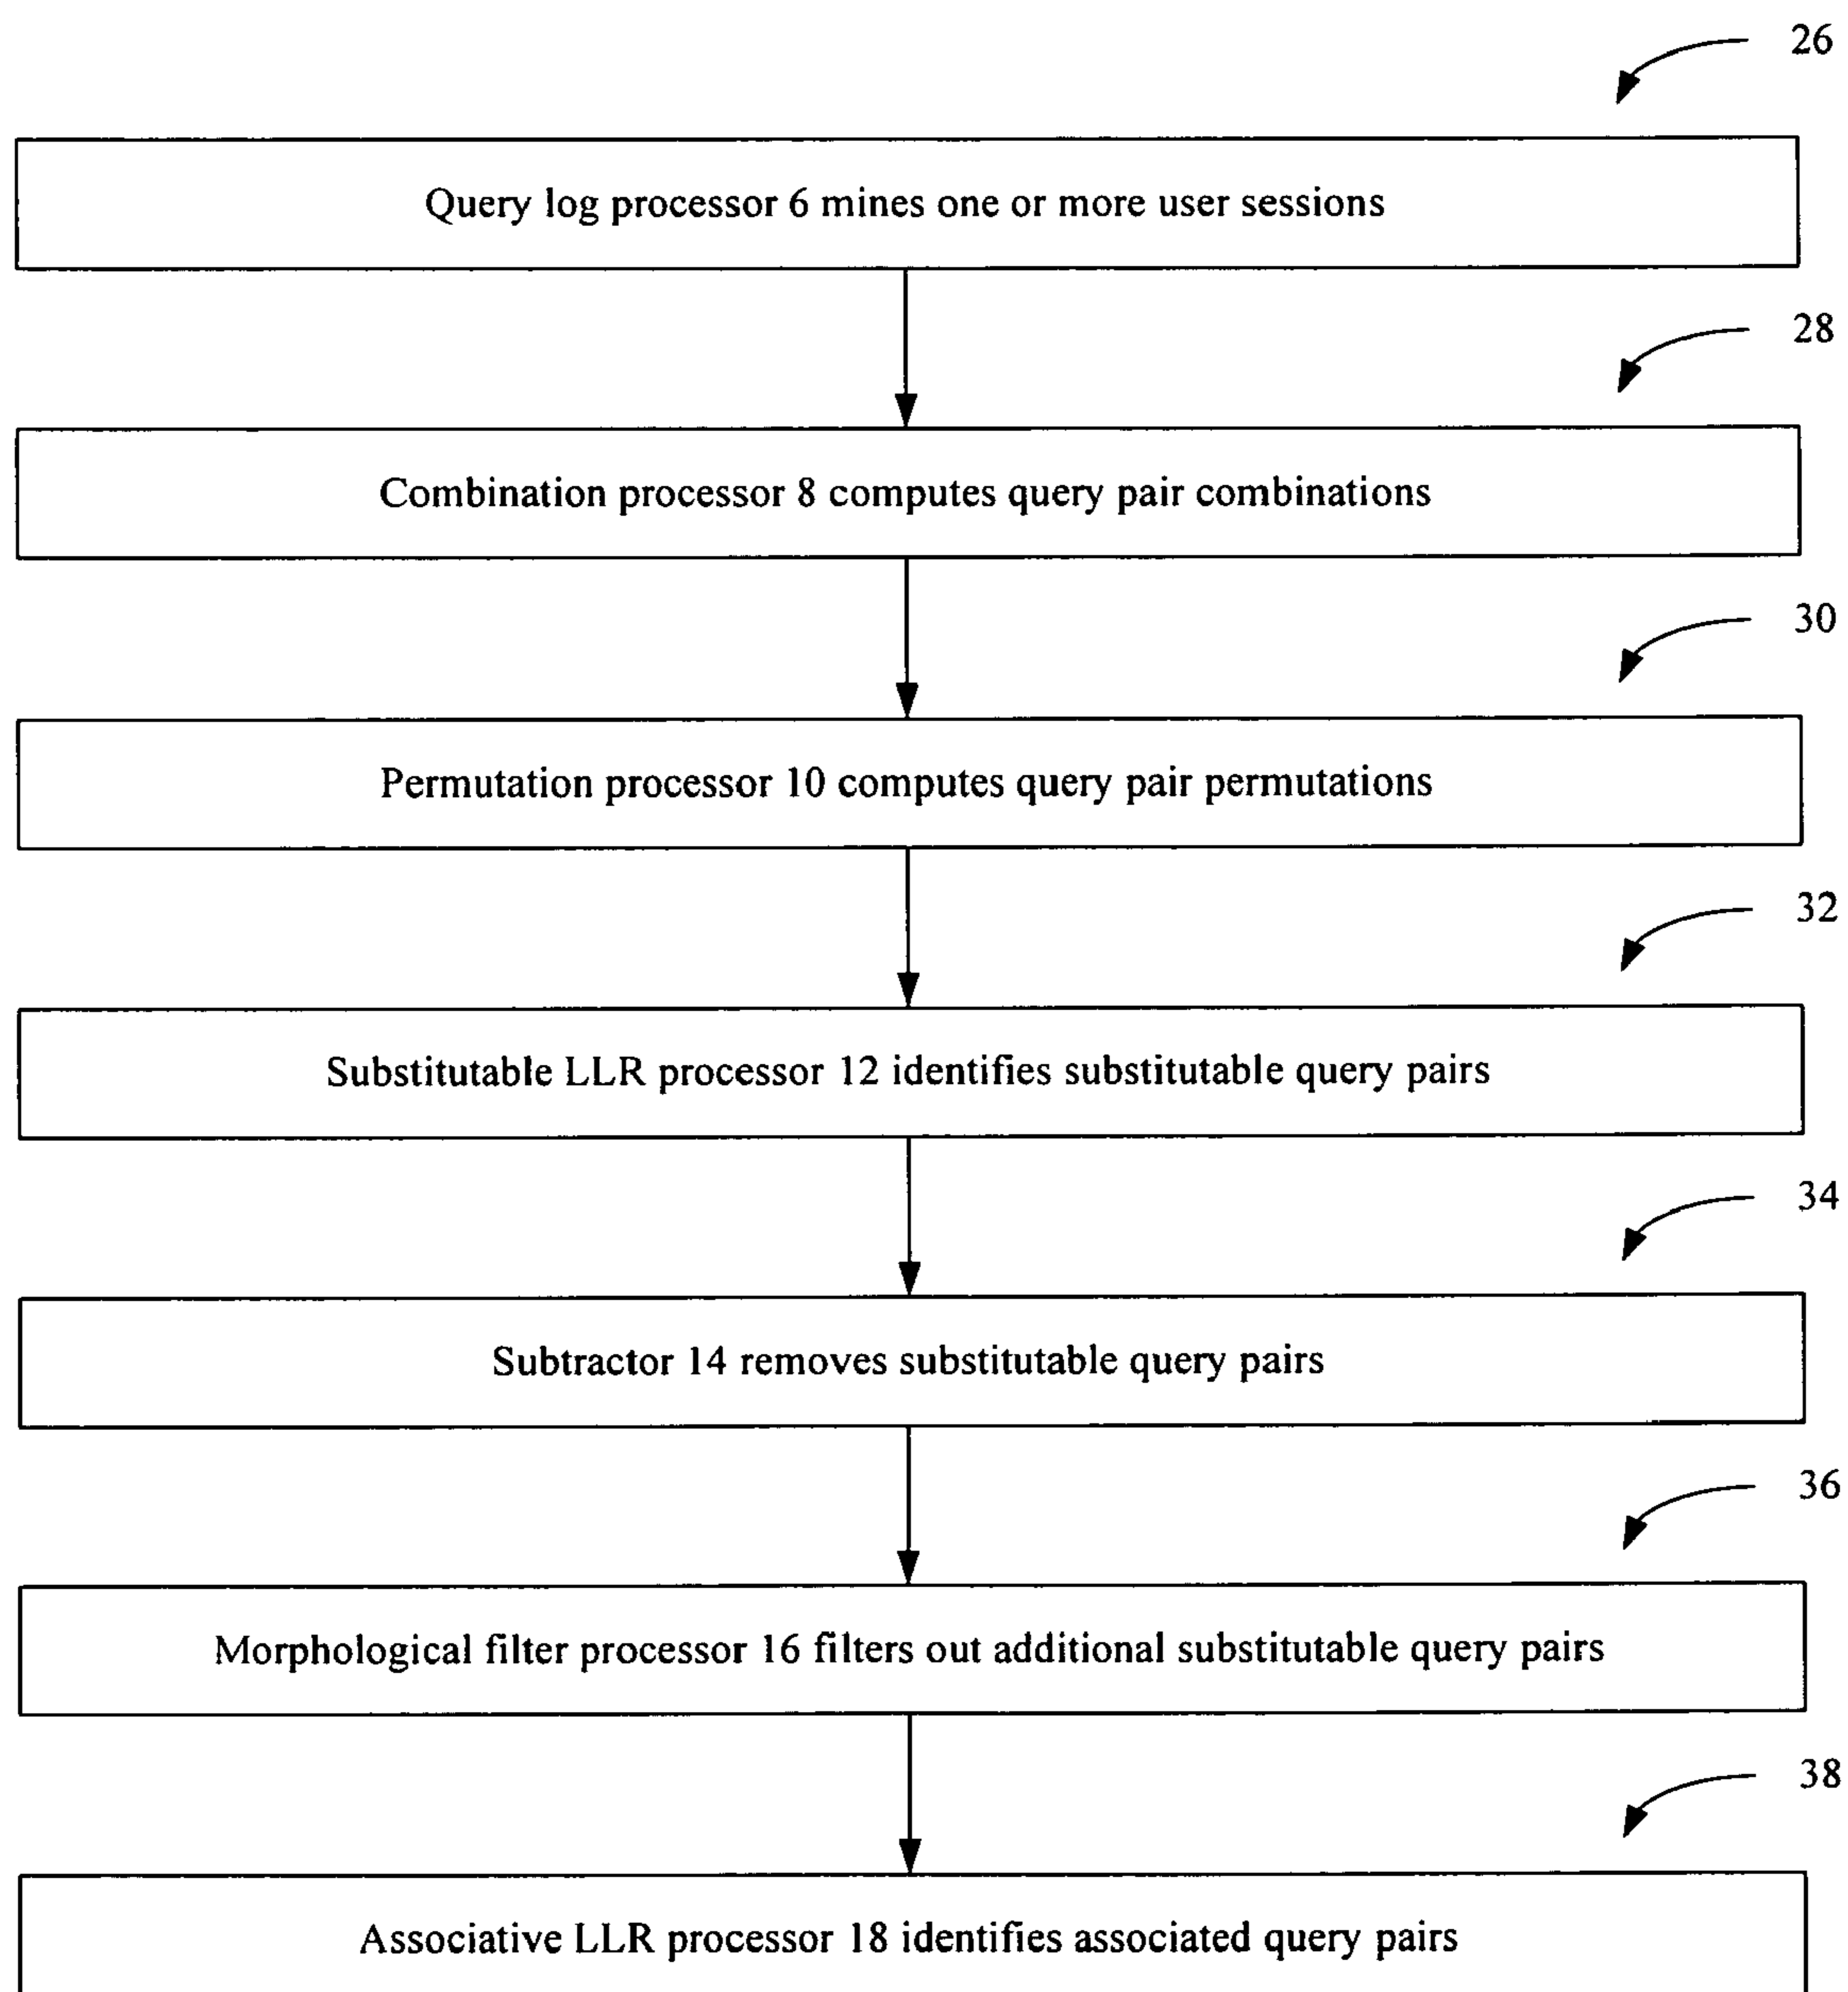 26
Query log processor 6 mines one or more user sessions
28
Combination processor 8 computes query pair combinations
30
Permutation processor 10 computes query pair permutations
32
Substitutable LLR processor 12 identifies substitutable query pairs
34
Subtractor 14 removes substitutable query pairs
36
Morphological filter processor 16 filters out additional substitutable query pairs
38
Associative LLR processor 18 identifies associated query pairs